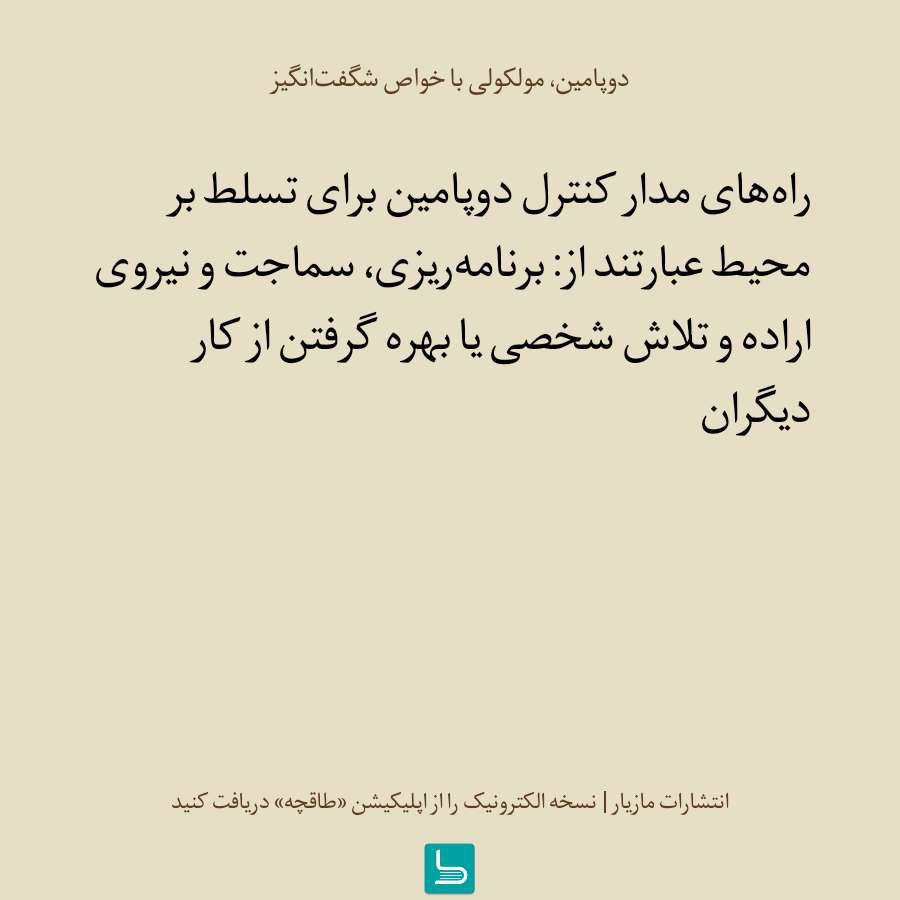 دوپامین، مولکولی با خواص شگفت‌انگیز
راه‌های مدار کنترل دوپامین برای تسلط بر
محیط عبارتند از: برنامه‌ریزی، سماجت و نیروی
اراده و تلاش شخصی یا بهره گرفتن از کار
دیگران
انتشارات مازیار | نسخه الکترونیک را از اپلیکیشن «طاقچه» دریافت کنید